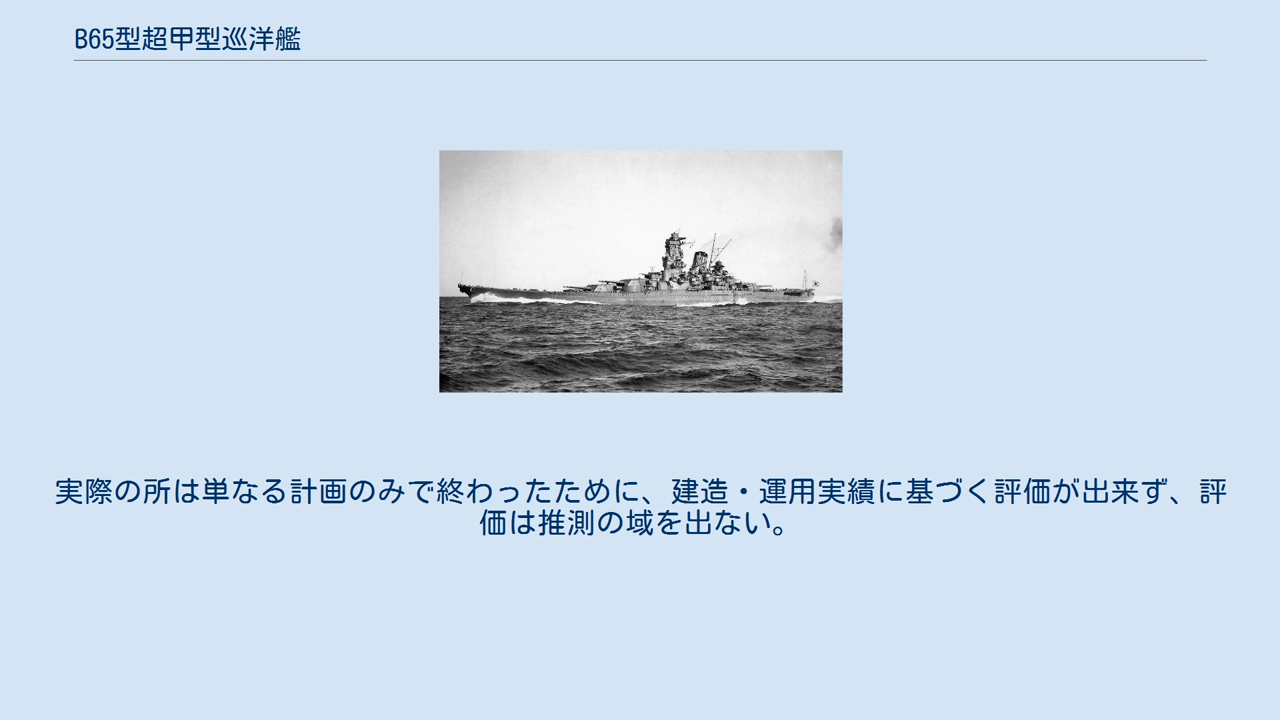 B65型超甲型巡洋艦
実際の所は単なる計画のみで終わったために、建造・運用実績に基づく評価が出来ず、評
価は推測の域を出ない。